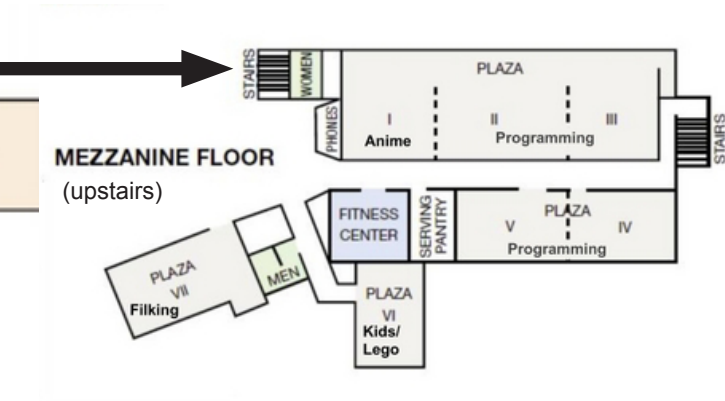 STAIRS
WOMEN
PLAZA
I
II
III
PHONES
Anime
Programming
STAIRS
MEZZANINE FLOOR
(upstairs)
FITNESS
CENTER
SERVING
PANTRY
PLAZA
V
IV
Programming
PLAZA
VII
Filking
MEN
PLAZA
VI
Kids/
Lego